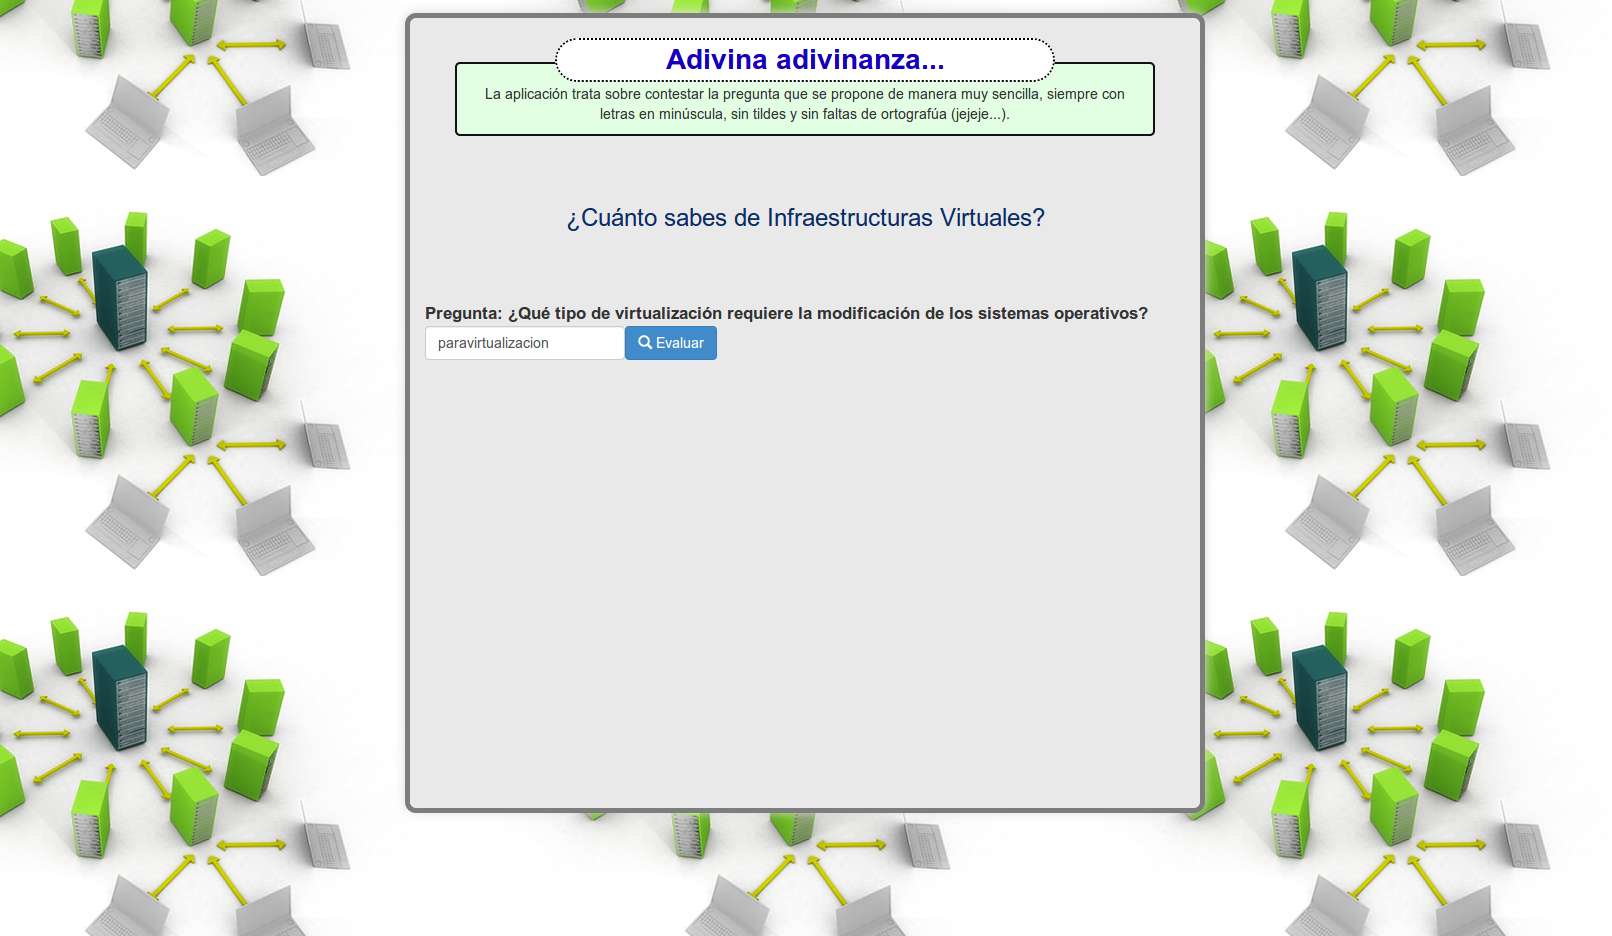 Adivina adivinanza...
La aplicación trata sobre contestar la pregunta que se propone de manera muy sencilla, siempre con
letras en minúscula, sin tildes y sin faltas de ortografúa (jejeje...).
¿Cuánto sabes de Infraestructuras Virtuales?
Pregunta: ¿Qué tipo de virtualización requiere la modificación de los sistemas operativos?
paravirtualizacion Evaluar